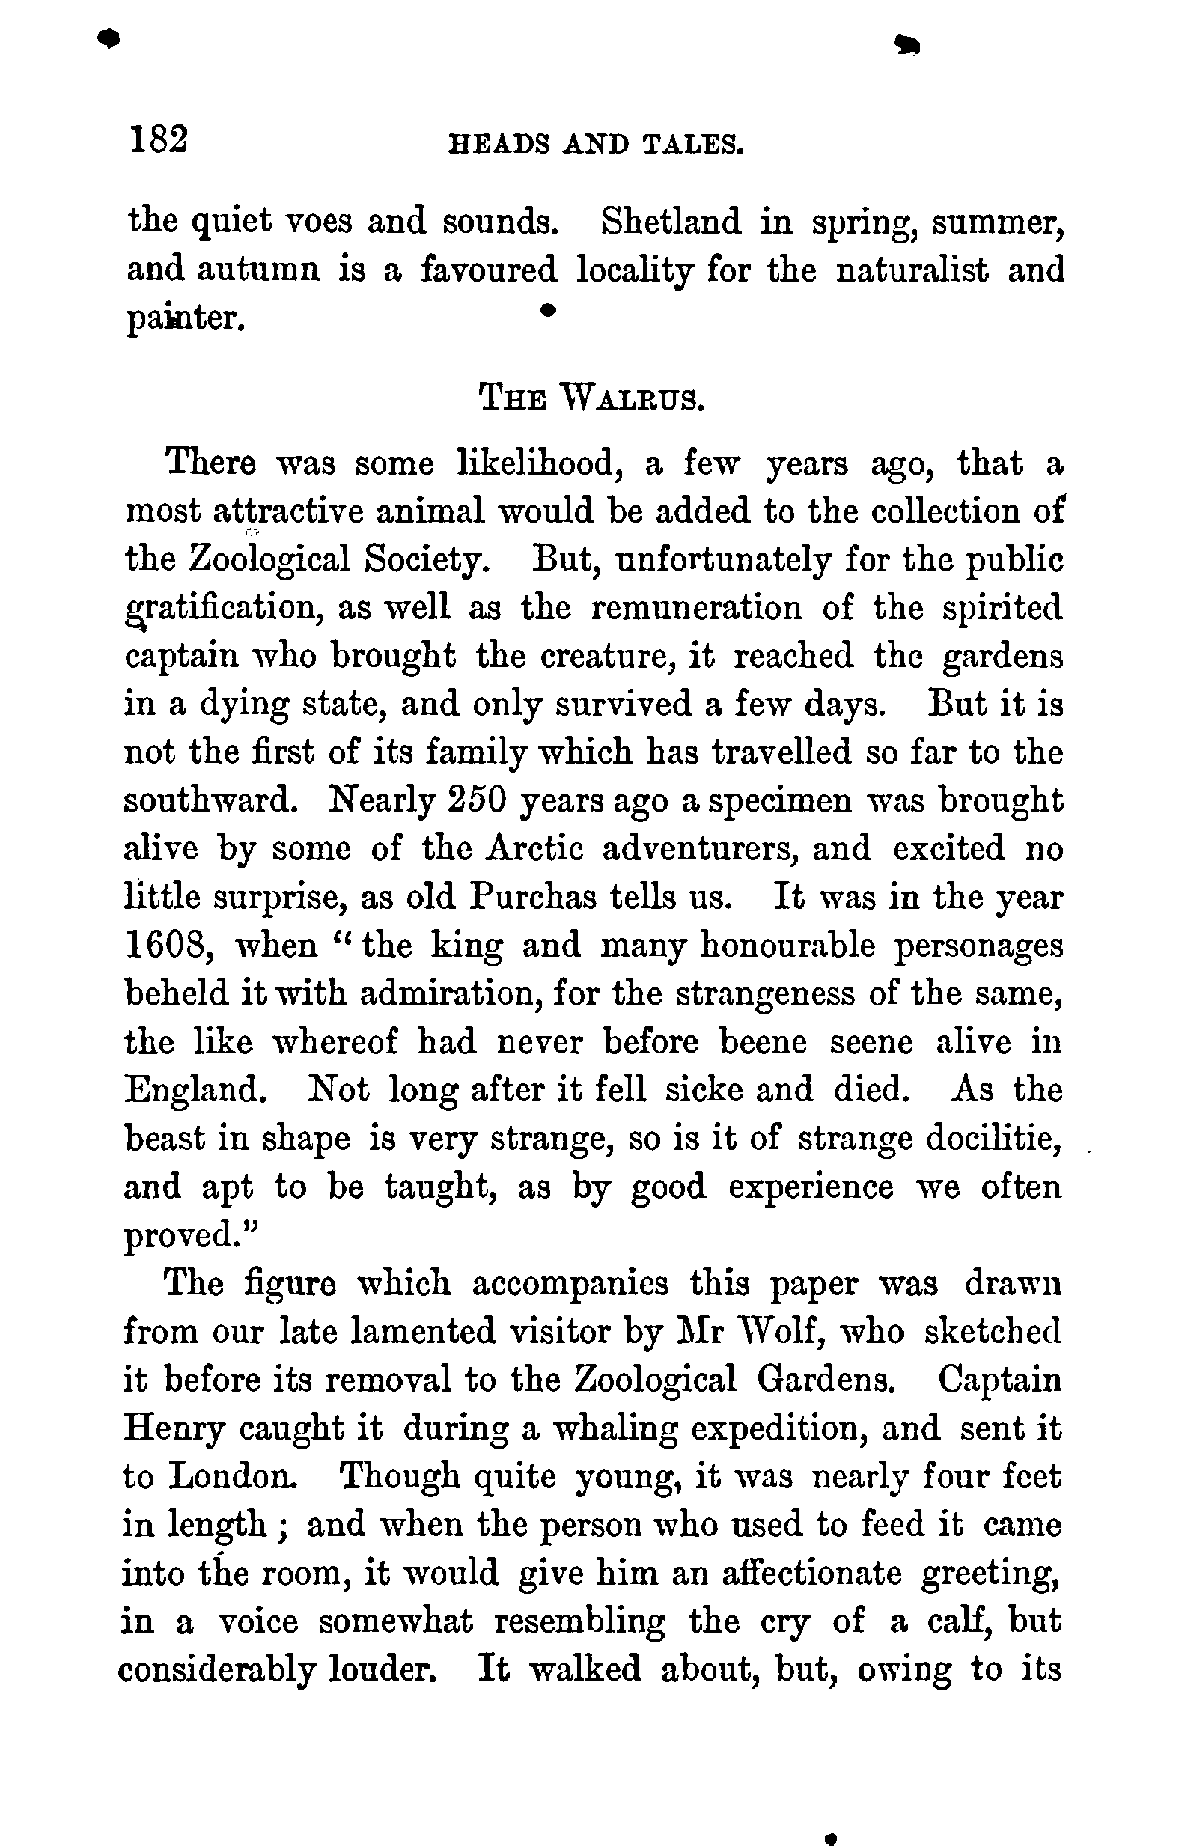 182 HEADS AND TALES.
the quiet voes and sounds. Shetland in spring, summer,
and autumn is a favoured locality for the naturalist and
painter.
THE WALRUS.
There was some likelihood, a few years ago, that a
most attractive animal would be added to the collection of
the Zoological Society. But, unfortunately for the public
gratification, as well as the remuneration of the spirited
captain who brought the creature, it reached the gardens
in a dying state, and only survived a few days. But it is
not the first of its family which has travelled so far to the
southward. Nearly 250 years ago a specimen was brought
alive by some of the Arctic adventurers, and excited no
little surprise, as old Purchas tells us. It was in the year
1608, when “the king and many honourable personages
beheld it with admiration, for the strangeness of the same,
the like whereof had never before beene seene alive in
England. Not long after it fell sicke and died. As the
beast in shape is very strange, so is it of strange docilitie,
and apt to be taught, as by good experience we often
proved.”
The figure which accompanies this paper was drawn
from our late lamented visitor by Mr Wolf, who sketched
it before its removal to the Zoological Gardens. Captain
Henry caught it during a whaling expedition, and sent it
to London. Though quite young, it was nearly four feet
in length; and when the person who used to feed it came
into the room, it would give him an affectionate greeting,
in a voice somewhat resembling the cry of a calf, but
considerably louder. It walked about, but, owing to its